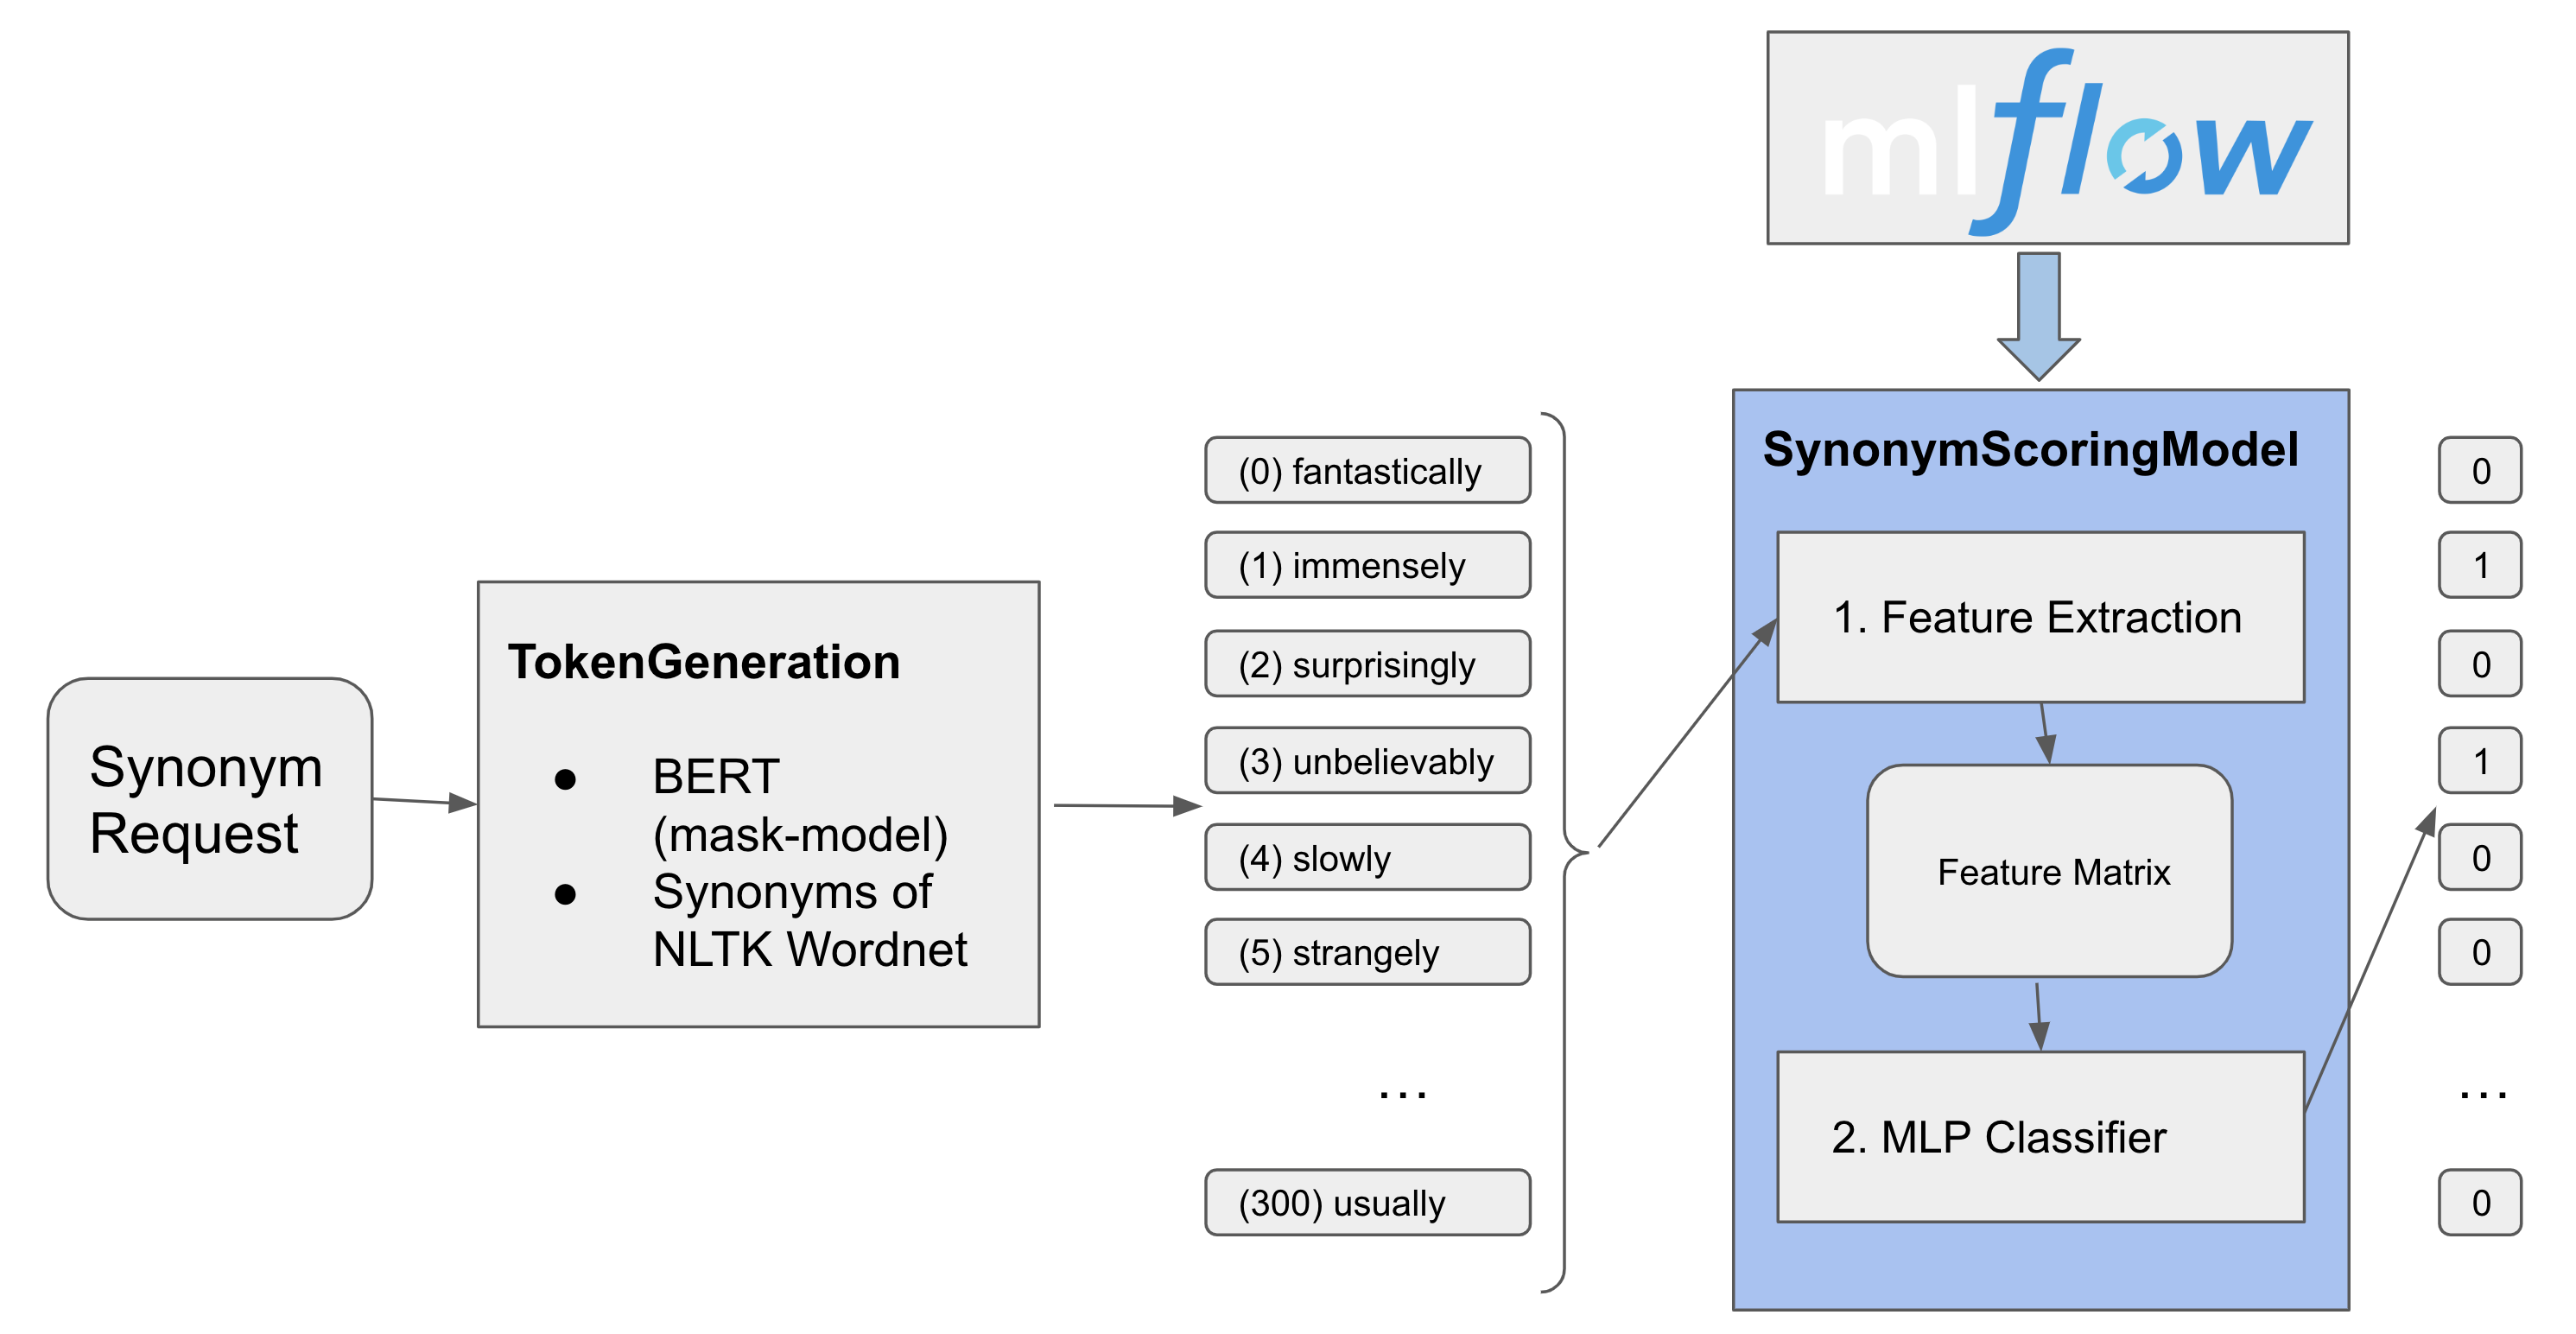 mlflow
Synonym
Request
TokenGeneration
● BERT
(mask-model)
● Synonyms of
NLTK Wordnet
(0) fantastically
(1) immensely
(2) surprisingly
(3) unbelievably
(4) slowly
(5) strangely
...
(300) usually
SynonymScoringModel
1. Feature Extraction
Feature Matrix
2. MLP Classifier
0
1
0
1
0
0
...
0